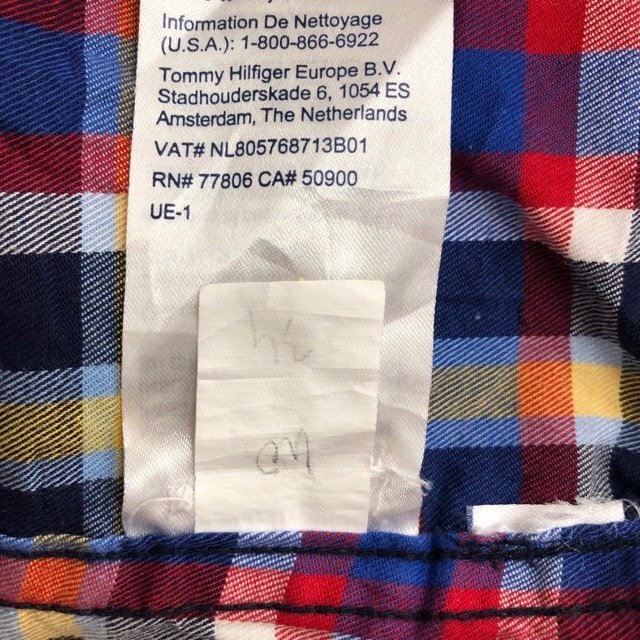 Information De Nettoyage
(U.S.A.): 1-800-866-6922
Tommy Hilfiger Europe B.V.
Stadhouderskade 6, 1054 ES
Amsterdam, The Netherlands
VAT# NL805768713B01
RN# 77806 CA# 50900
UE-1